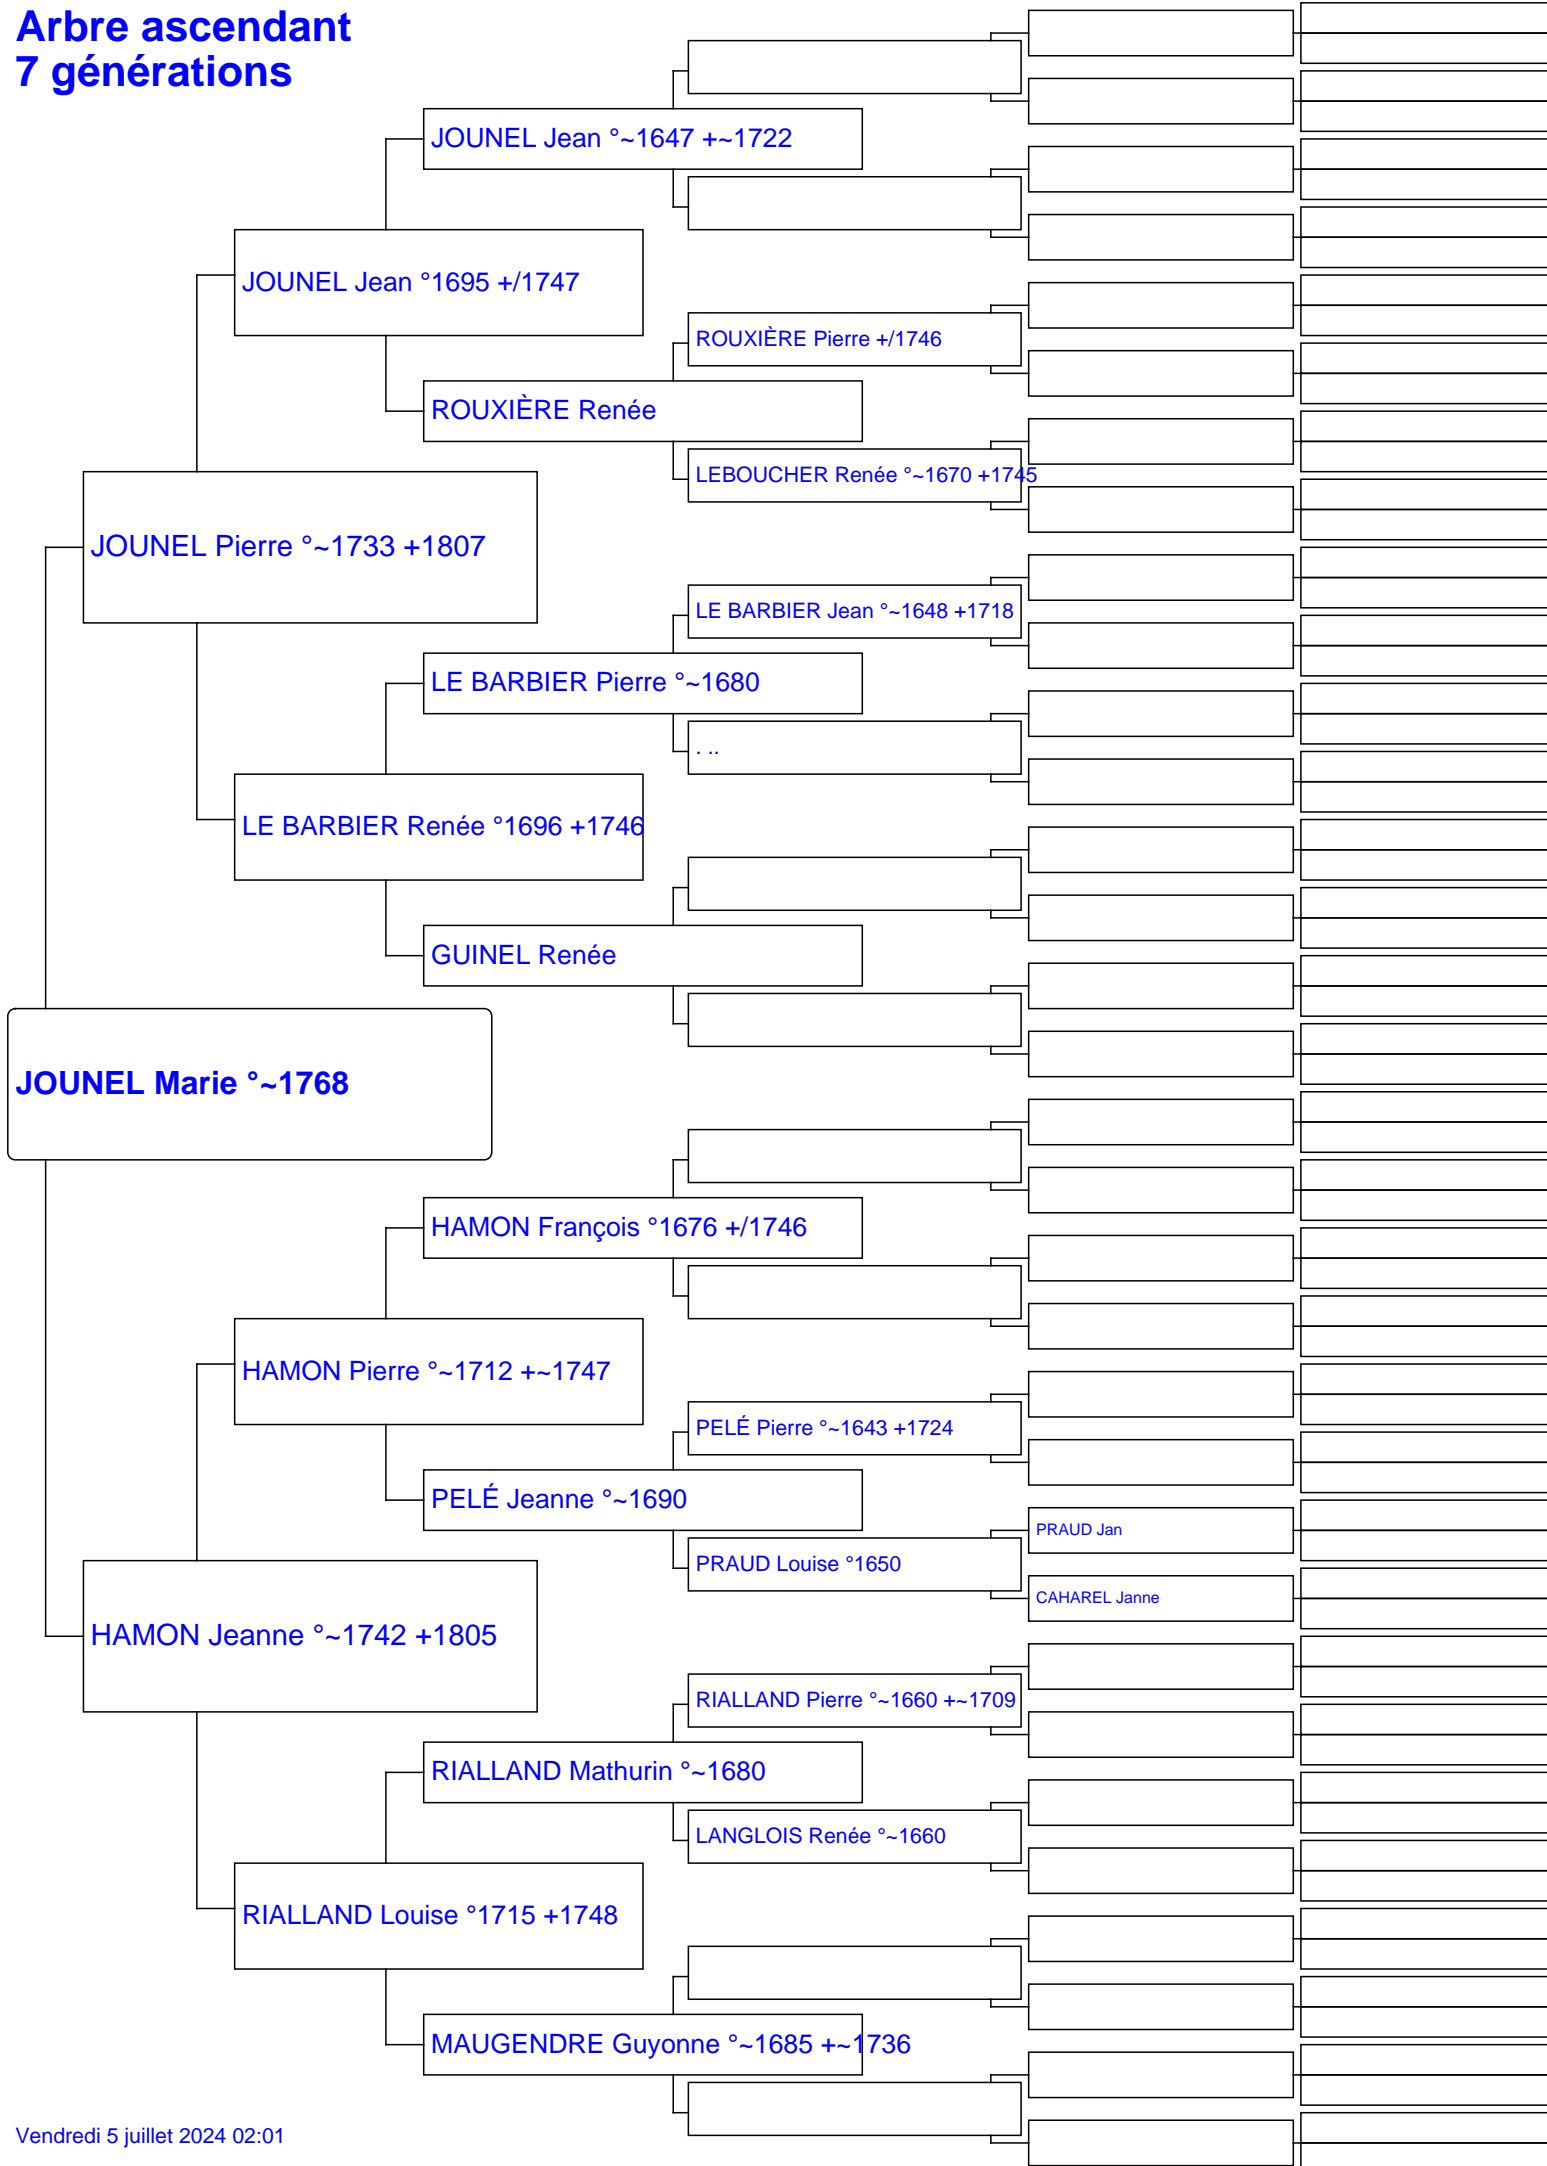 Arbre ascendant
7 générations
JOUNEL Jean °~1647 +~1722
JOUNEL Jean °1695 +/1747
ROUXIÈRE Pierre +/1746
ROUXIÈRE Renée
LEBOUCHER Renée °~1670 +1745
JOUNEL Pierre °~1733 +1807
LE BARBIER Jean °~1648 +1718
LE BARBIER Pierre °~1680
. ..
LE BARBIER Renée °1696 +1746
GUINEL Renée
JOUNEL Marie °~1768
HAMON François °1676 +/1746
HAMON Pierre °~1712 +~1747
PELÉ Pierre °~1643 +1724
PELÉ Jeanne °~1690
PRAUD Jan
PRAUD Louise °1650
CAHAREL Janne
HAMON Jeanne °~1742 +1805
RIALLAND Pierre °~1660 +~1709
RIALLAND Mathurin °~1680
LANGLOIS Renée °~1660
RIALLAND Louise °1715 +1748
MAUGENDRE Guyonne °~1685 +~1736
Vendredi 5 juillet 2024 02:01